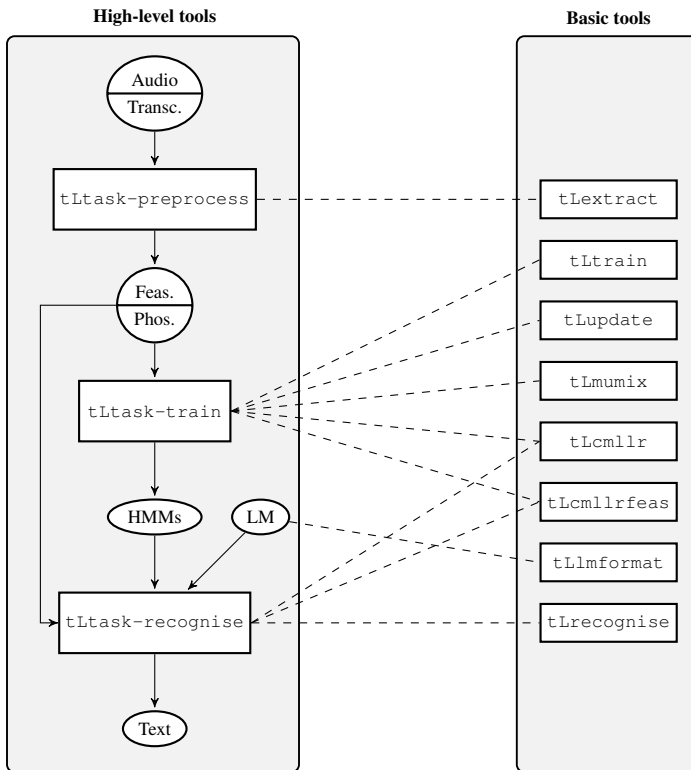 High-level tools
Audio
Transc.
tLtask-preprocess
Feas.
Phos.
tLtask-train
HMMs
LM
tLtask-recognise
Text
Basic tools
tLextract
tLtrain
tLupdate
tLmumix
tLcmllr
tLcmllrfeas
tLlmformat
tLrecognise